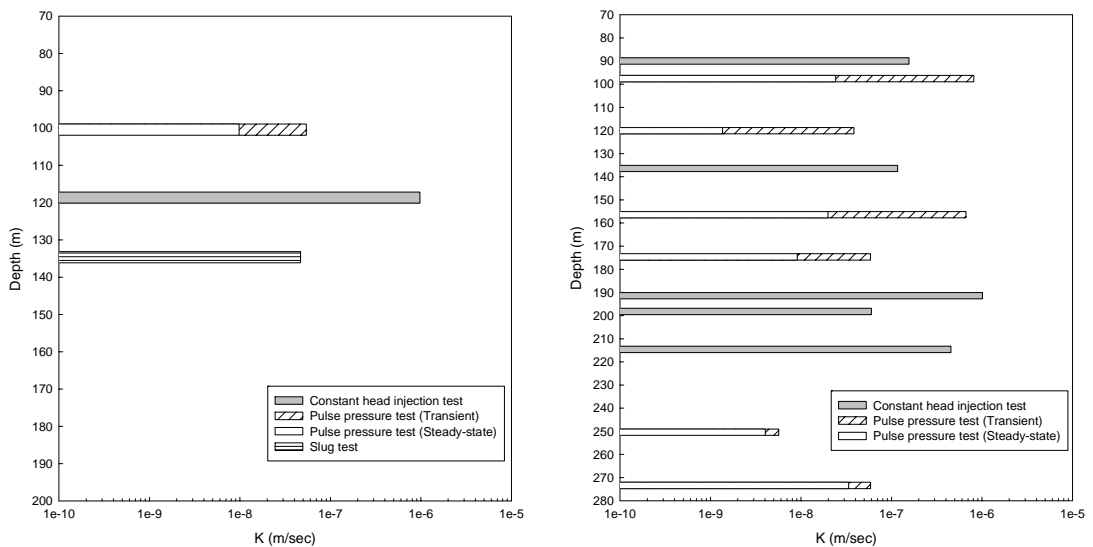 70
80
90
100
110
120
130
140
150
160
170
180
190
200
Depth (m)
1e-10 1e-9 1e-8 1e-7 1e-6 1e-5
K (m/sec)
Constant head injection test
Pulse pressure test (Transient)
Pulse pressure test (Steady-state)
Slug test
70
80
90
100
120
130
140
150
160
170
180
190
200
210
220
230
250
260
270
280
Depth (m)
1e-10 1e-9 1e-8 1e-7 1e-6 1e-5
K (m/sec)
Constant head injection test
Pulse pressure test (Transient)
Pulse pressure test (Steady-state)